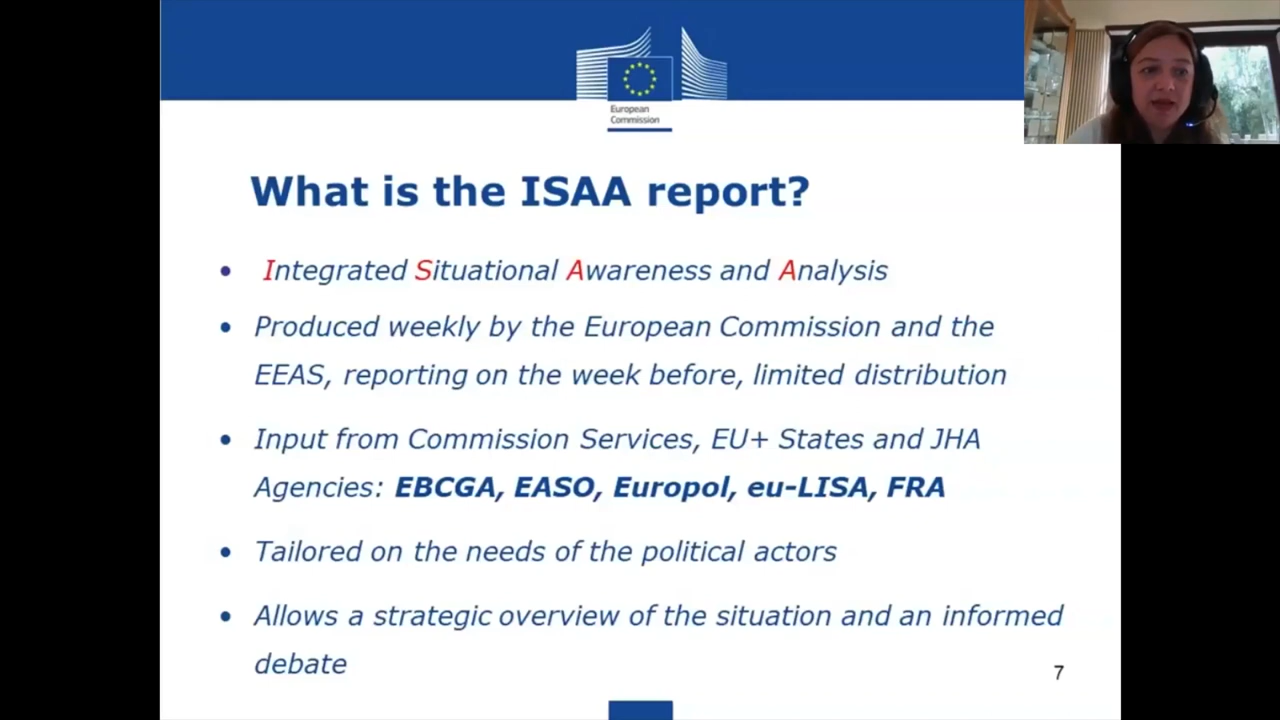 European
Commission
What is the ISAA report?
• Integrated Situational Awareness and Analysis
• Produced weekly by the European Commission and the
EEAS, reporting on the week before, limited distribution
• Input from Commission Services, EU+ States and JHA
Agencies: EBCGA, EASO, Europol, eu-LISA, FRA
• Tailored on the needs of the political actors
• Allows a strategic overview of the situation and an informed
debate
7